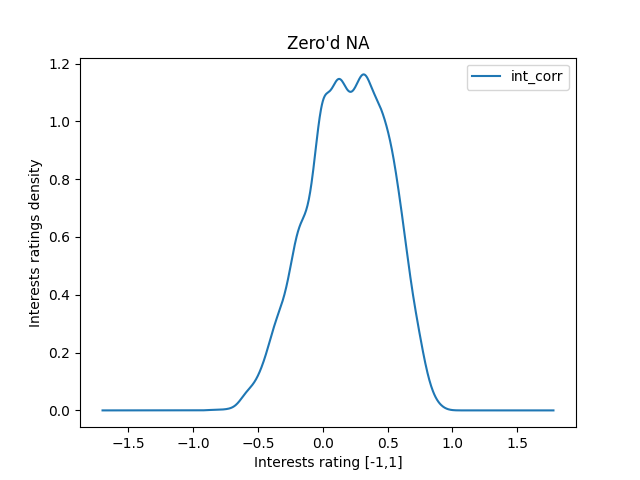 Zero'd NA
int_corr
Interests ratings density
1.2
1.0
0.8
0.6
0.4
0.2
0.0
−1.5 −1.0 −0.5 0.0 0.5 1.0 1.5
Interests rating [-1,1]